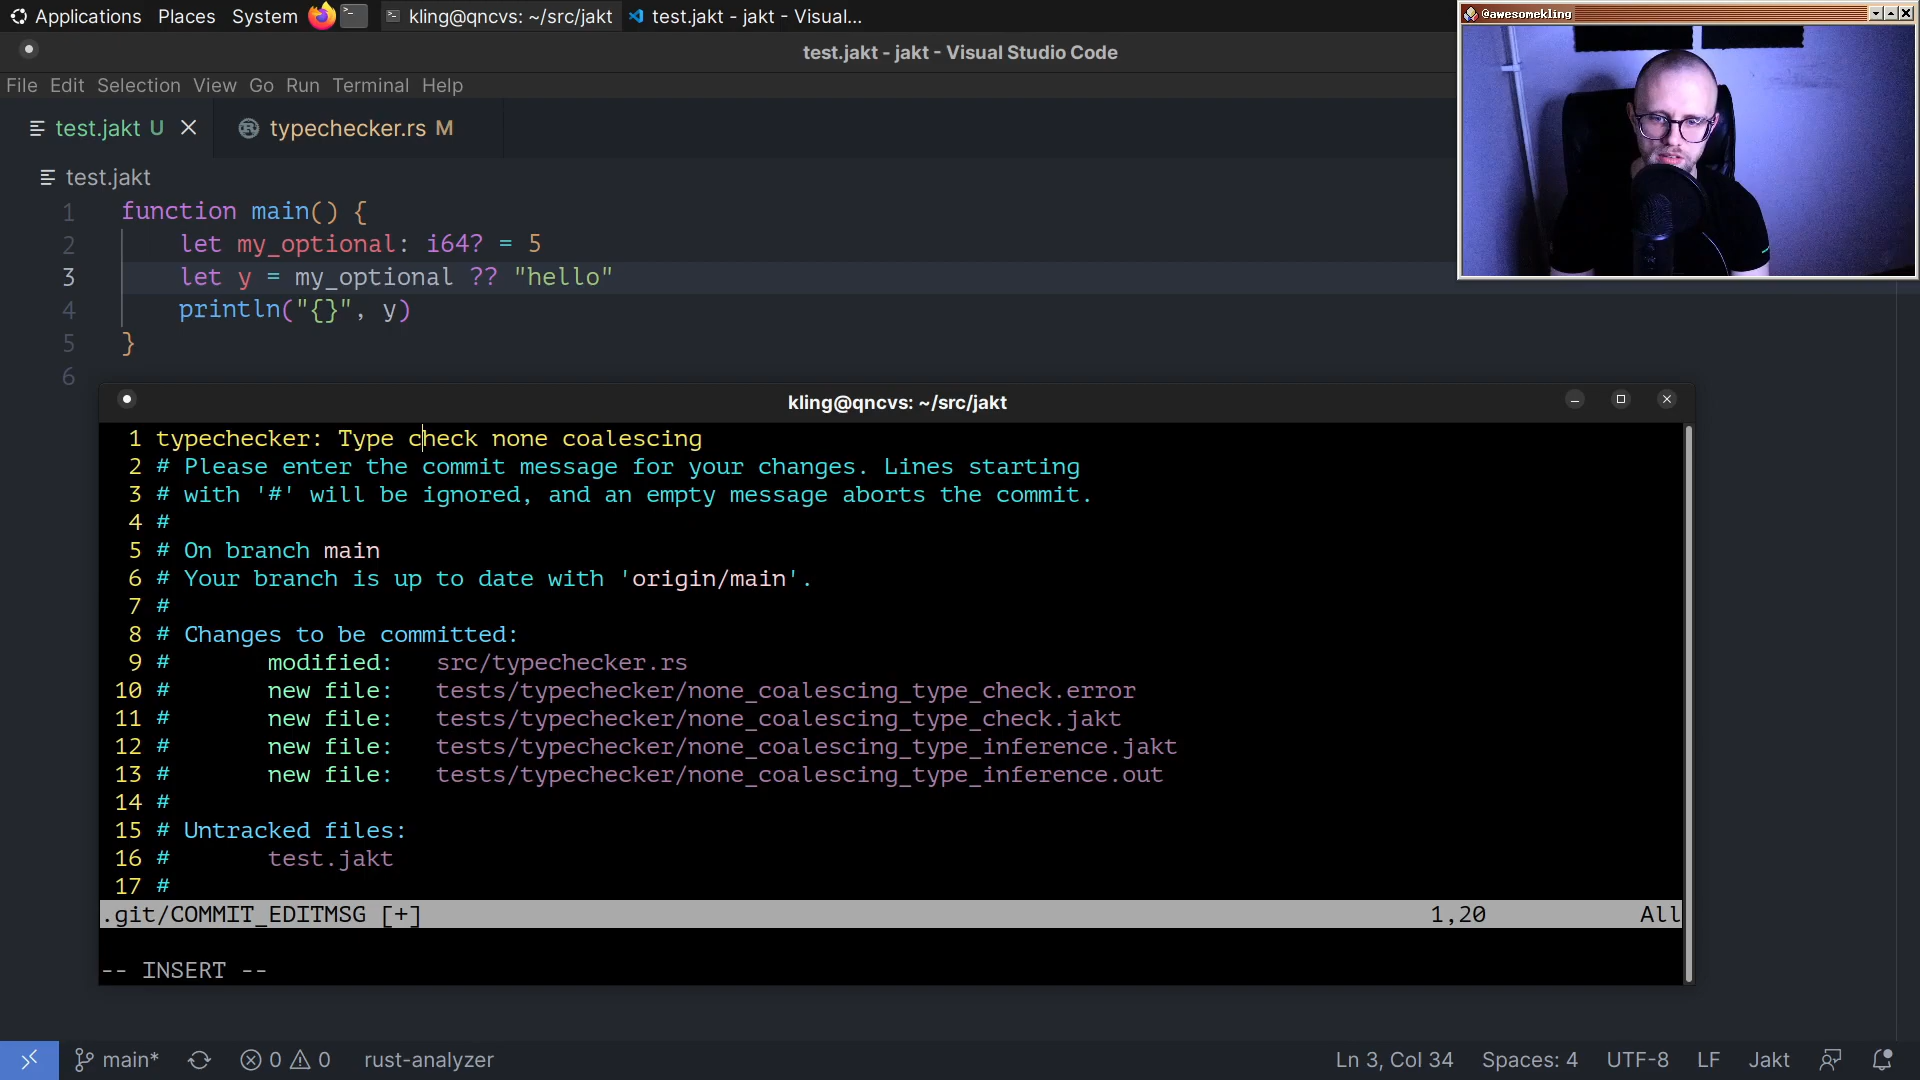 Applications Places System kling@qncvs: ~/src/jakt test.jakt - jakt - Visual...
@awesomekling
test.jakt - jakt - Visual Studio Code
File Edit Selection View Go Run Terminal Help
test.jakt U typechecker.rs M
test.jakt
1 function main() {
2 let my_optional: i64? = 5
3 let y = my_optional ?? "hello"
4 println("{}", y)
5 }
6
kling@qncvs: ~/src/jakt
1 typechecker: Type check none coalescing
2 # Please enter the commit message for your changes. Lines starting
3 # with '#' will be ignored, and an empty message aborts the commit.
4 #
5 # On branch main
6 # Your branch is up to date with 'origin/main'.
7 #
8 # Changes to be committed:
9 # modified: src/typechecker.rs
10 # new file: tests/typechecker/none_coalescing_type_check.error
11 # new file: tests/typechecker/none_coalescing_type_check.jakt
12 # new file: tests/typechecker/none_coalescing_type_inference.jakt
13 # new file: tests/typechecker/none_coalescing_type_inference.out
14 #
15 # Untracked files:
16 # test.jakt
17 #
.git/COMMIT_EDITMSG [+] 1,20 All
-- INSERT --
main* 0 0 rust-analyzer Ln 3, Col 34 Spaces: 4 UTF-8 LF Jakt